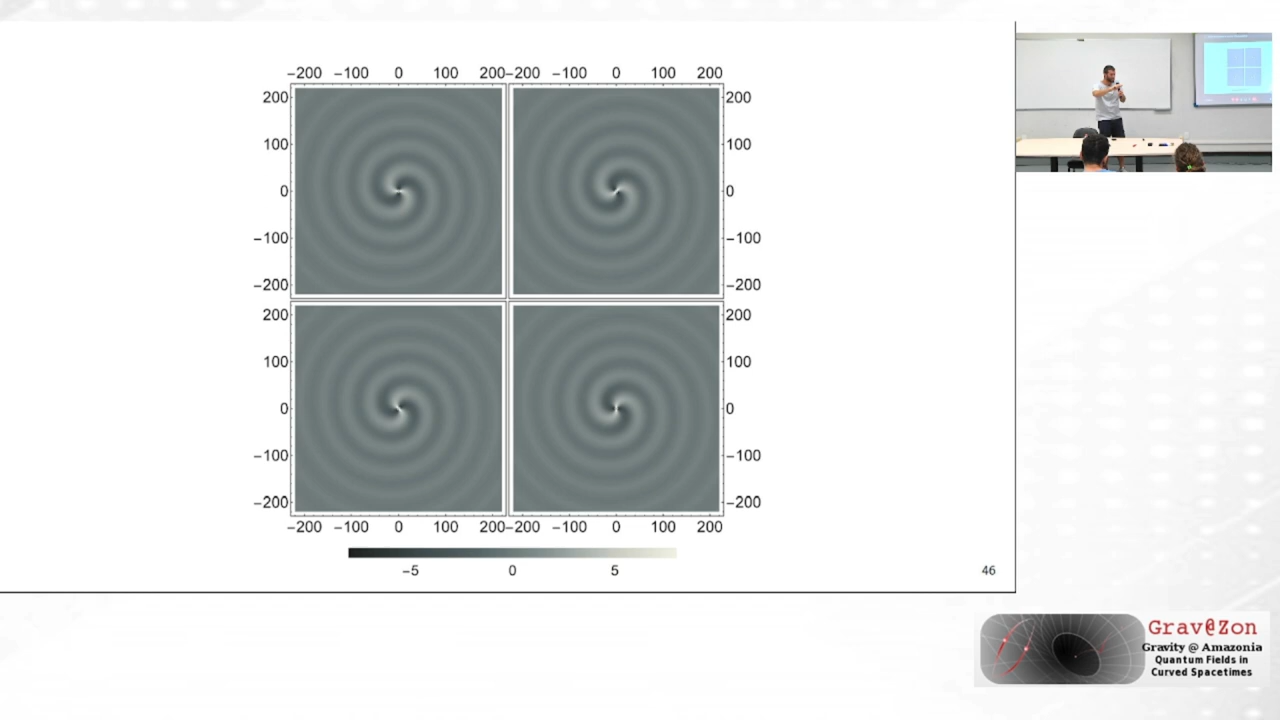 −200 −100 0 100 200−200 −100 0 100 200
200 200
100 100
0 0
−100 −100
−200 −200
200 200
100 100
0 0
−100 −100
−200 −200
−200 −100 0 100 200−200 −100 0 100 200
−5 0 5
46
Grav@Zon
Gravity @ Amazonia
Quantum Fields in
Curved Spacetimes